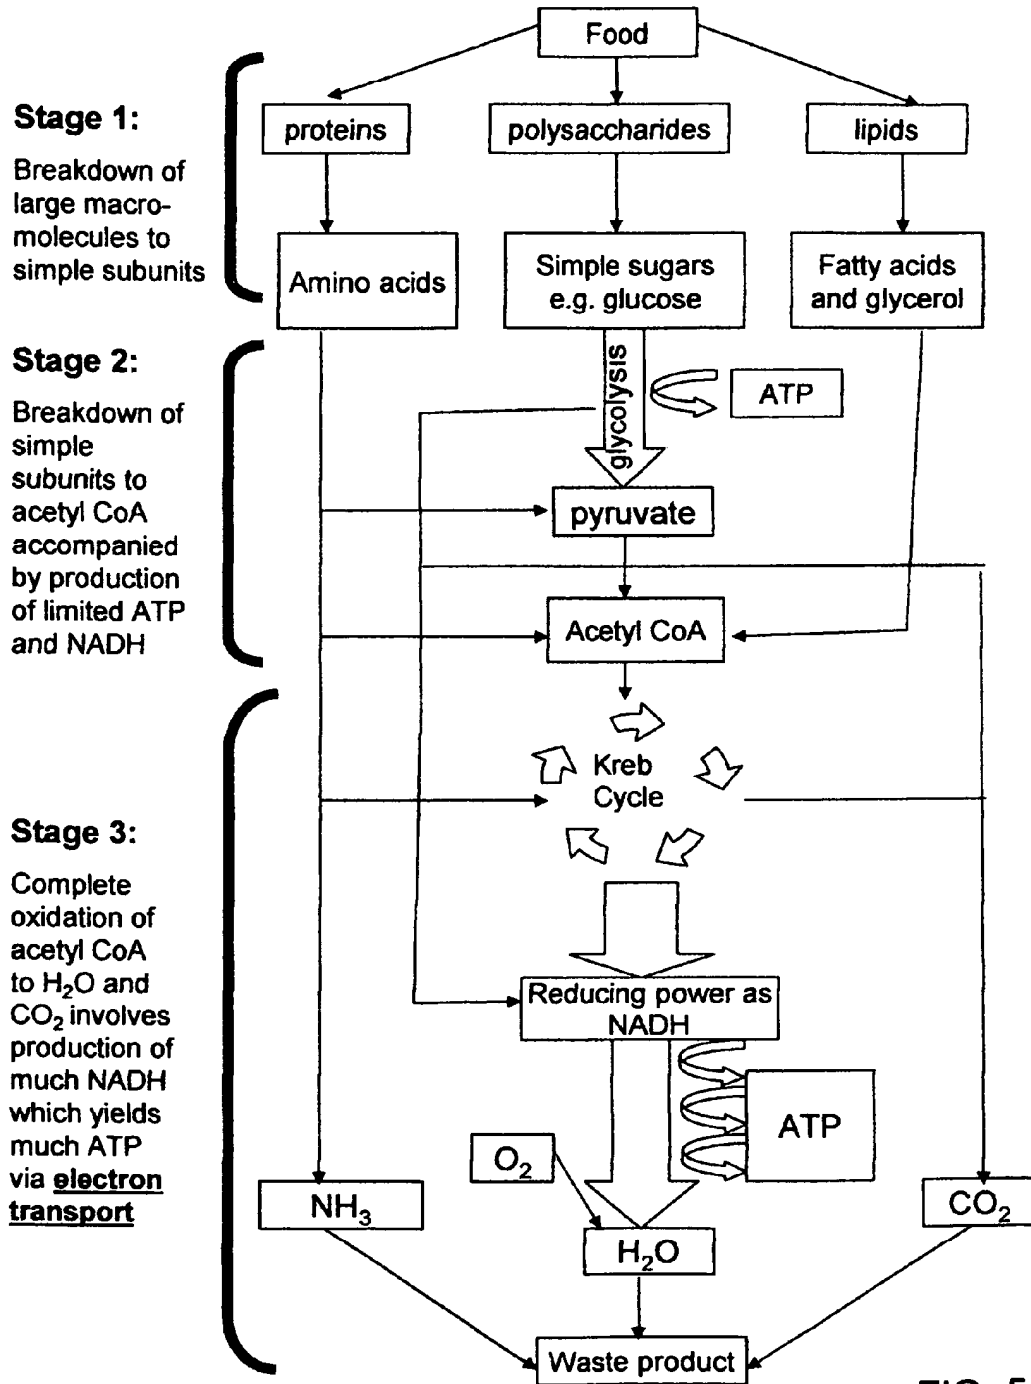 Food
proteins
polysaccharides
lipids
Stage 1:
Breakdown of
large macro-
molecules to
simple subunits
Amino acids
Simple sugars
e.g. glucose
Fatty acids
and glycerol
Stage 2:
Breakdown of
simple
subunits to
acetyl CoA
accompanied
by production
of limited ATP
and NADH
glycolysis
ATP
pyruvate
Acetyl CoA
Kreb
Cycle
Stage 3:
Complete
oxidation of
acetyl CoA
to H₂O and
CO₂ involves
production of
much NADH
which yields
much ATP
via electron
transport
Reducing power as
NADH
ATP
O₂
NH₃
H₂O
CO₂
Waste product